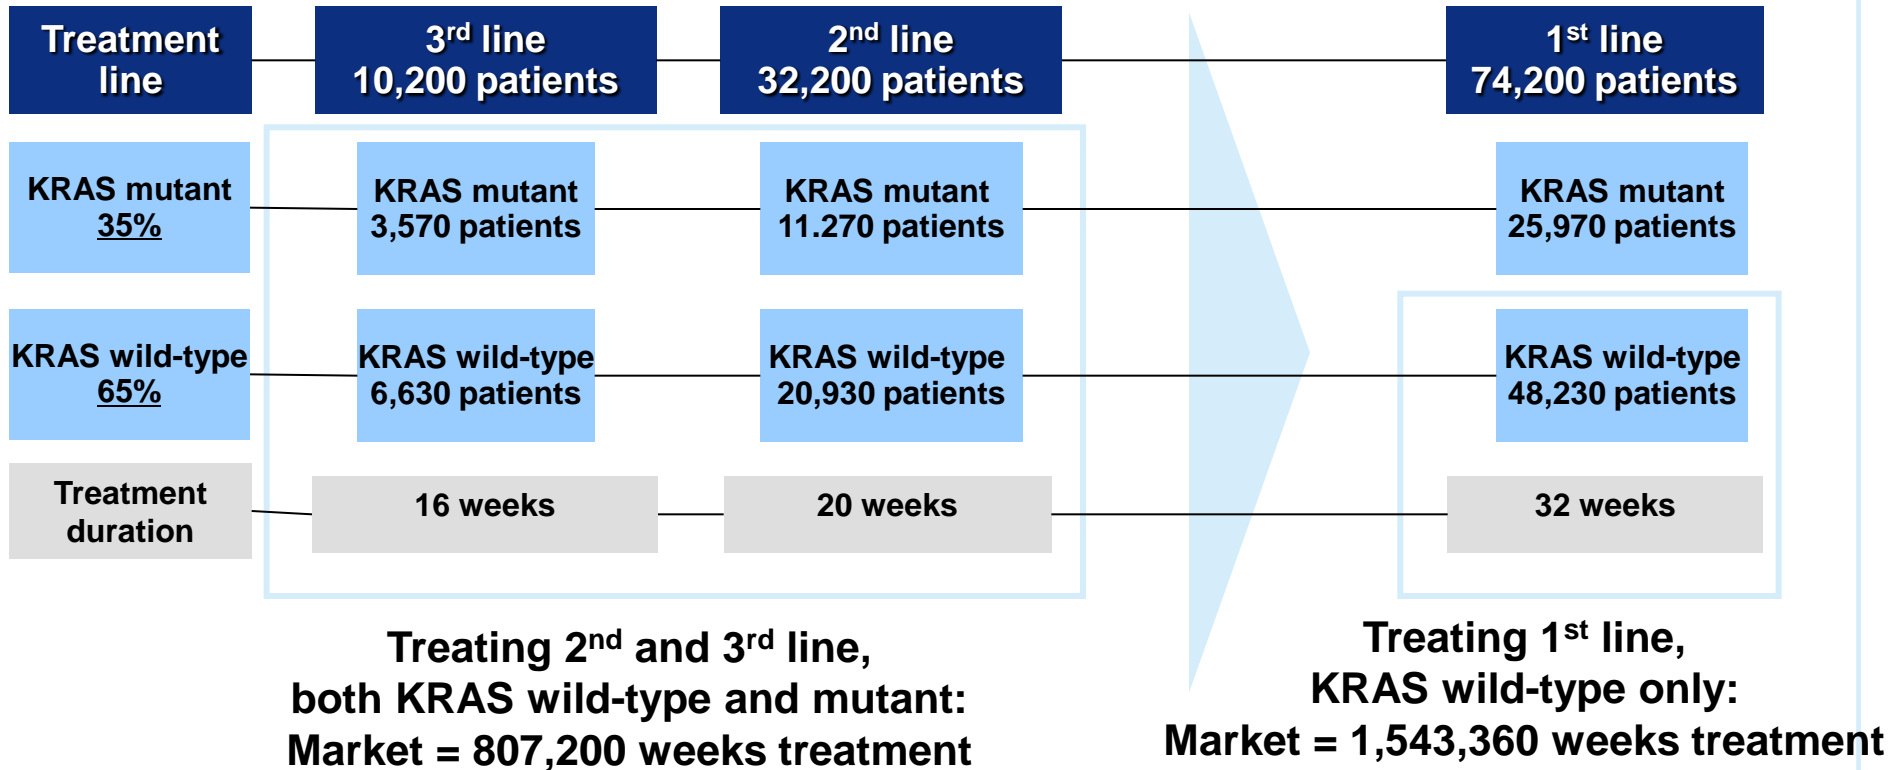 Treatment
line
3rd line
10,200 patients
2nd line
32,200 patients
1st line
74,200 patients
KRAS mutant
35%
KRAS mutant
3,570 patients
KRAS mutant
11.270 patients
KRAS mutant
25,970 patients
KRAS wild-type
65%
KRAS wild-type
6,630 patients
KRAS wild-type
20,930 patients
KRAS wild-type
48,230 patients
Treatment
duration
16 weeks
20 weeks
32 weeks
Treating 2nd and 3rd line,
both KRAS wild-type and mutant:
Market = 807,200 weeks treatment
Treating 1st line,
KRAS wild-type only:
Market = 1,543,360 weeks treatment